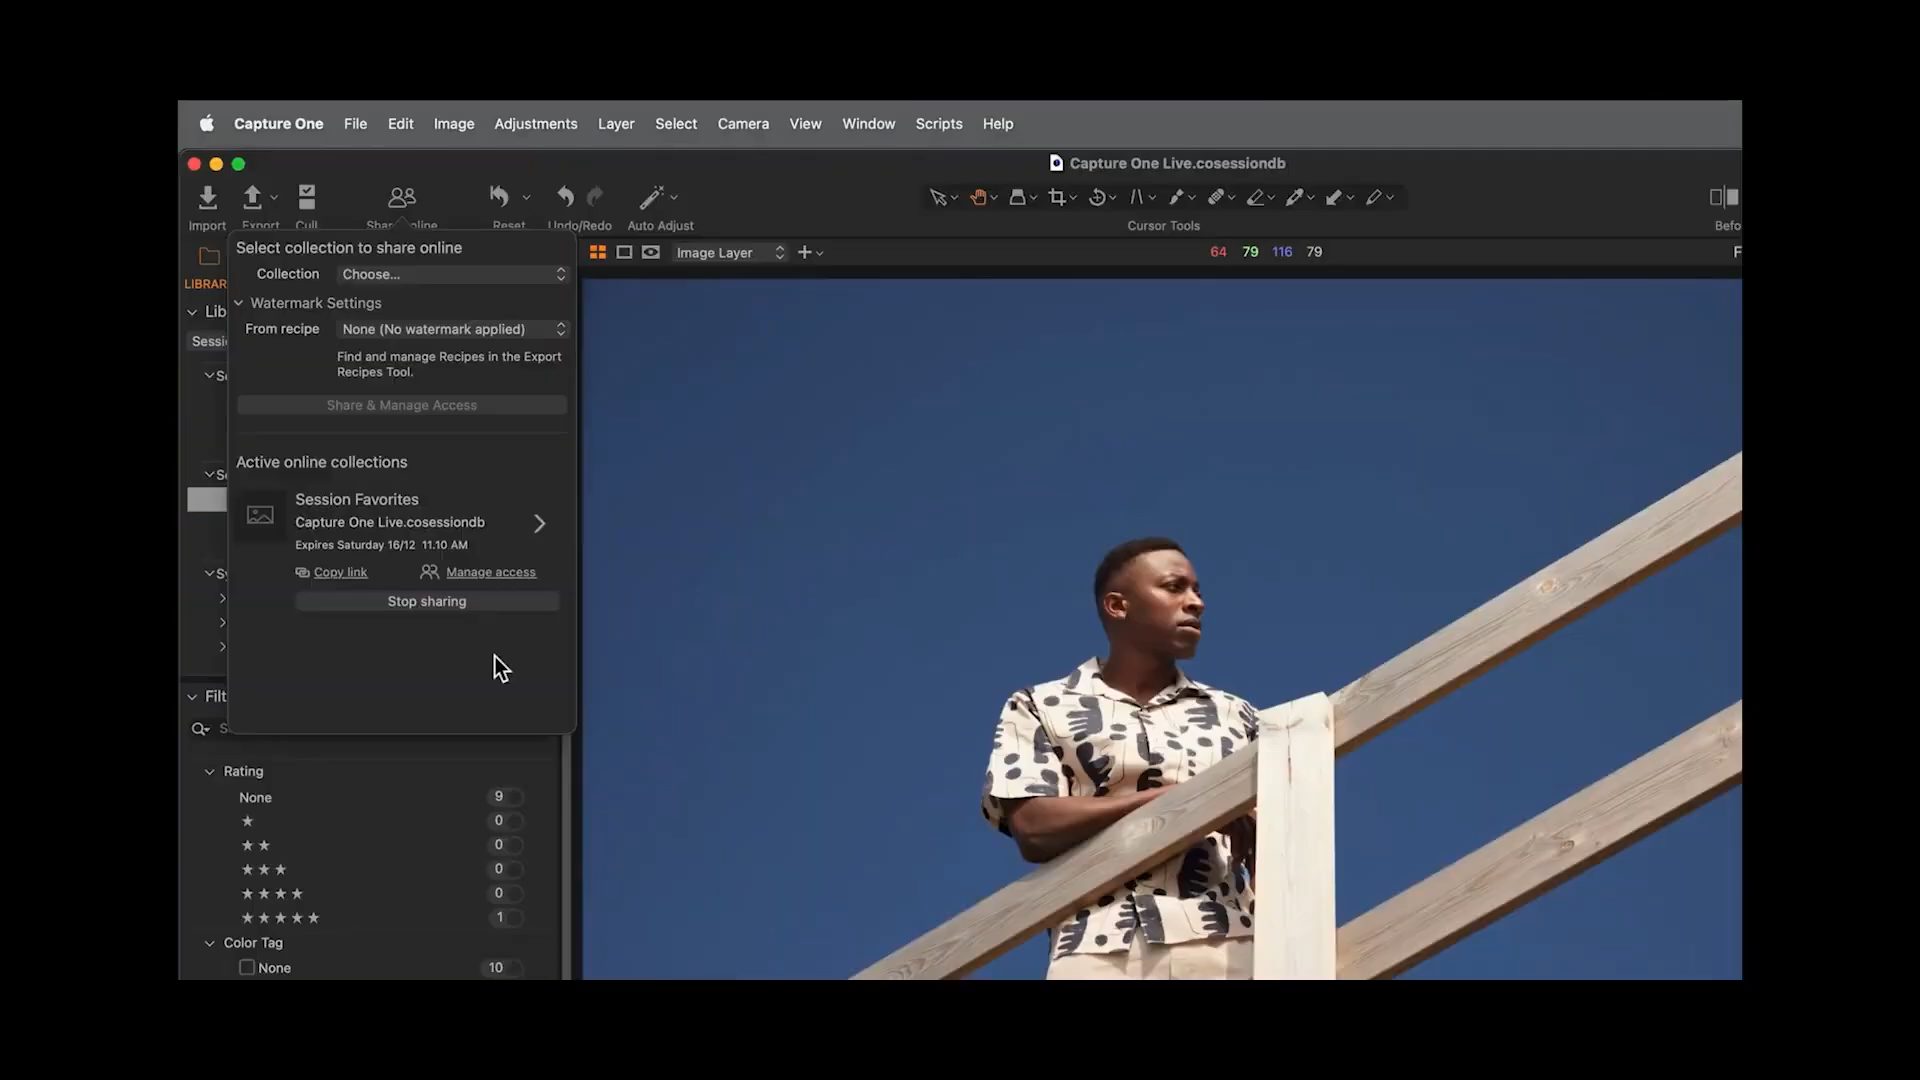 Capture One File Edit Image Adjustments Layer Select Camera View Window Scripts Help
Capture One Live.cosessiondb
Import Export Cull Share Online Reset Undo/Redo Auto Adjust Cursor Tools
Select collection to share online
Image Layer 64 79 116 79
Collection Choose...
LIBRAR
Watermark Settings
From recipe None (No watermark applied)
Find and manage Recipes in the Export
Recipes Tool.
Share & Manage Access
Active online collections
Session Favorites
Capture One Live.cosessiondb
Expires Saturday 16/12 11.10 AM
Copy link Manage access
Stop sharing
Rating
None 9
★ 0
★ ★ 0
★ ★ ★ 0
★ ★ ★ ★ 0
★ ★ ★ ★ ★ 1
Color Tag
None 10